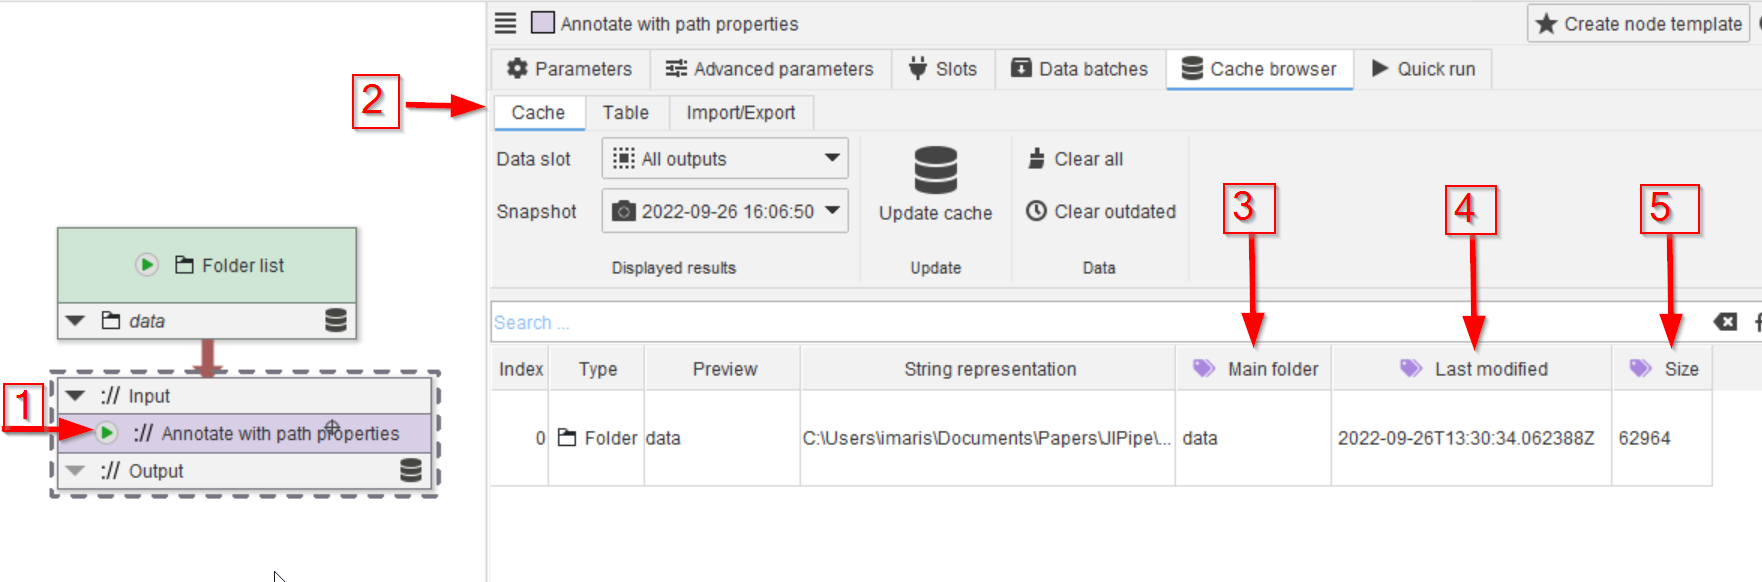 Annotate with path properties
Create node template
Parameters
Advanced parameters
Slots
Data batches
Cache browser
Quick run
2
Cache
Table
Import/Export
Data slot
All outputs
Clear all
Snapshot
2022-09-26 16:06:50
Update cache
Clear outdated
Displayed results
Update
Data
3
4
5
Search ...
Index
Type
Preview
String representation
Main folder
Last modified
Size
0
Folder
data
C:\Users\imaris\Documents\Papers\JIPipe\...
data
2022-09-26T13:30:34.062388Z
62964
Folder list
data
:// Input
1
:// Annotate with path properties
:// Output